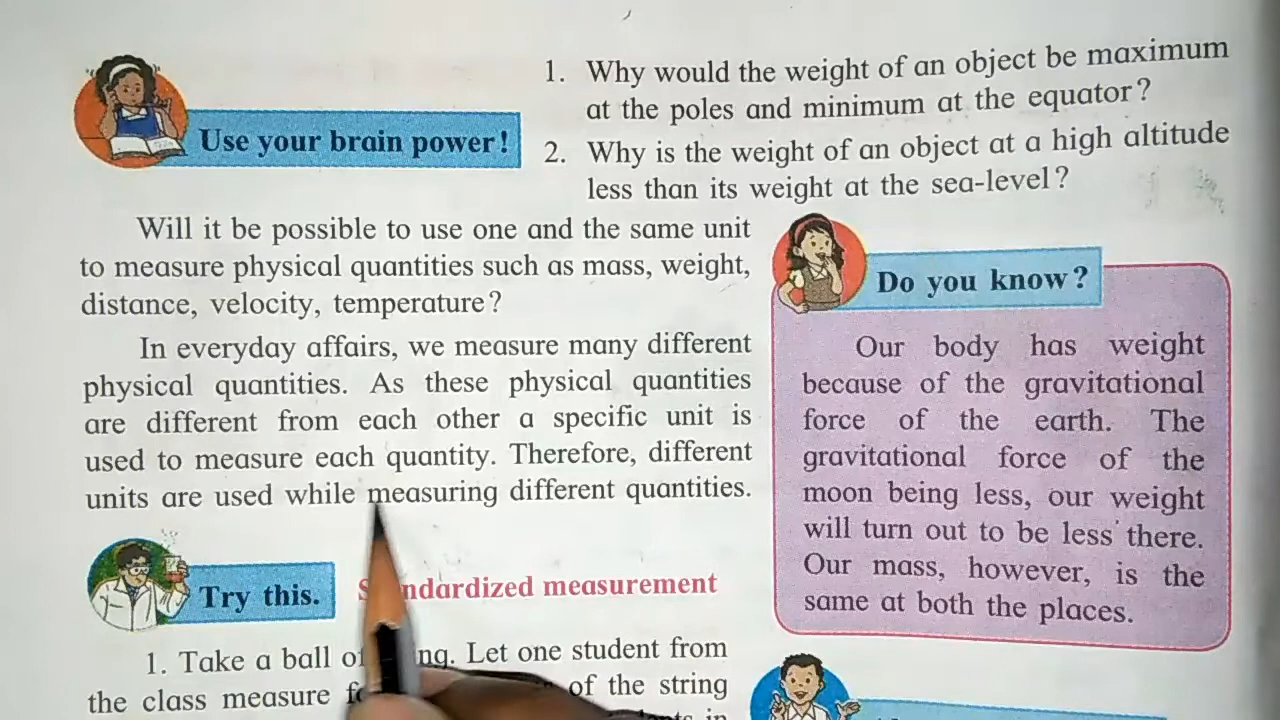 Use your brain power!
1. Why would the weight of an object be maximum
at the poles and minimum at the equator?
2. Why is the weight of an object at a high altitude
less than its weight at the sea-level?
Will it be possible to use one and the same unit
to measure physical quantities such as mass, weight,
distance, velocity, temperature?
In everyday affairs, we measure many different
physical quantities. As these physical quantities
are different from each other a specific unit is
used to measure each quantity. Therefore, different
units are used while measuring different quantities.
Do you know?
Our body has weight
because of the gravitational
force of the earth. The
gravitational force of the
moon being less, our weight
will turn out to be less there.
Our mass, however, is the
same at both the places.
Try this.
measurement
1. Take a ball Let one student from
the class measure of the string
in